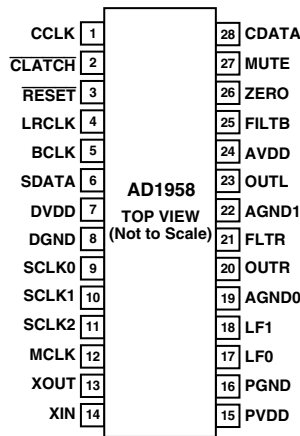 CCLK 1
CLATCH 2
RESET 3
LRCLK 4
BCLK 5
SDATA 6
DVDD 7
DGND 8
SCLK0 9
SCLK1 10
SCLK2 11
MCLK 12
XOUT 13
XIN 14
AD1958
TOP VIEW
(Not to Scale)
28 CDATA
27 MUTE
26 ZERO
25 FILTB
24 AVDD
23 OUTL
22 AGND1
21 FLTR
20 OUTR
19 AGND0
18 LF1
17 LF0
16 PGND
15 PVDD